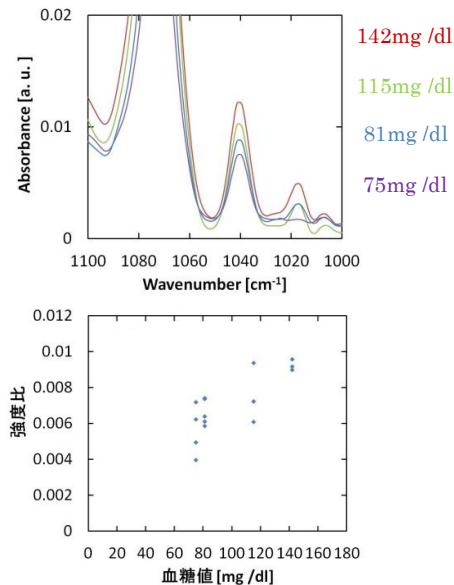 0.02
0.01
0
Absorbance [a. u. ]
1100 1080 1060 1040 1020 1000
Wavenumber [cm-1]
142mg /dl
115mg /dl
81mg /dl
75mg /dl
0.012
0.01
0.008
0.006
0.004
0.002
0
強度比
0 20 40 60 80 100 120 140 160 180
血糖値 [mg /dl]